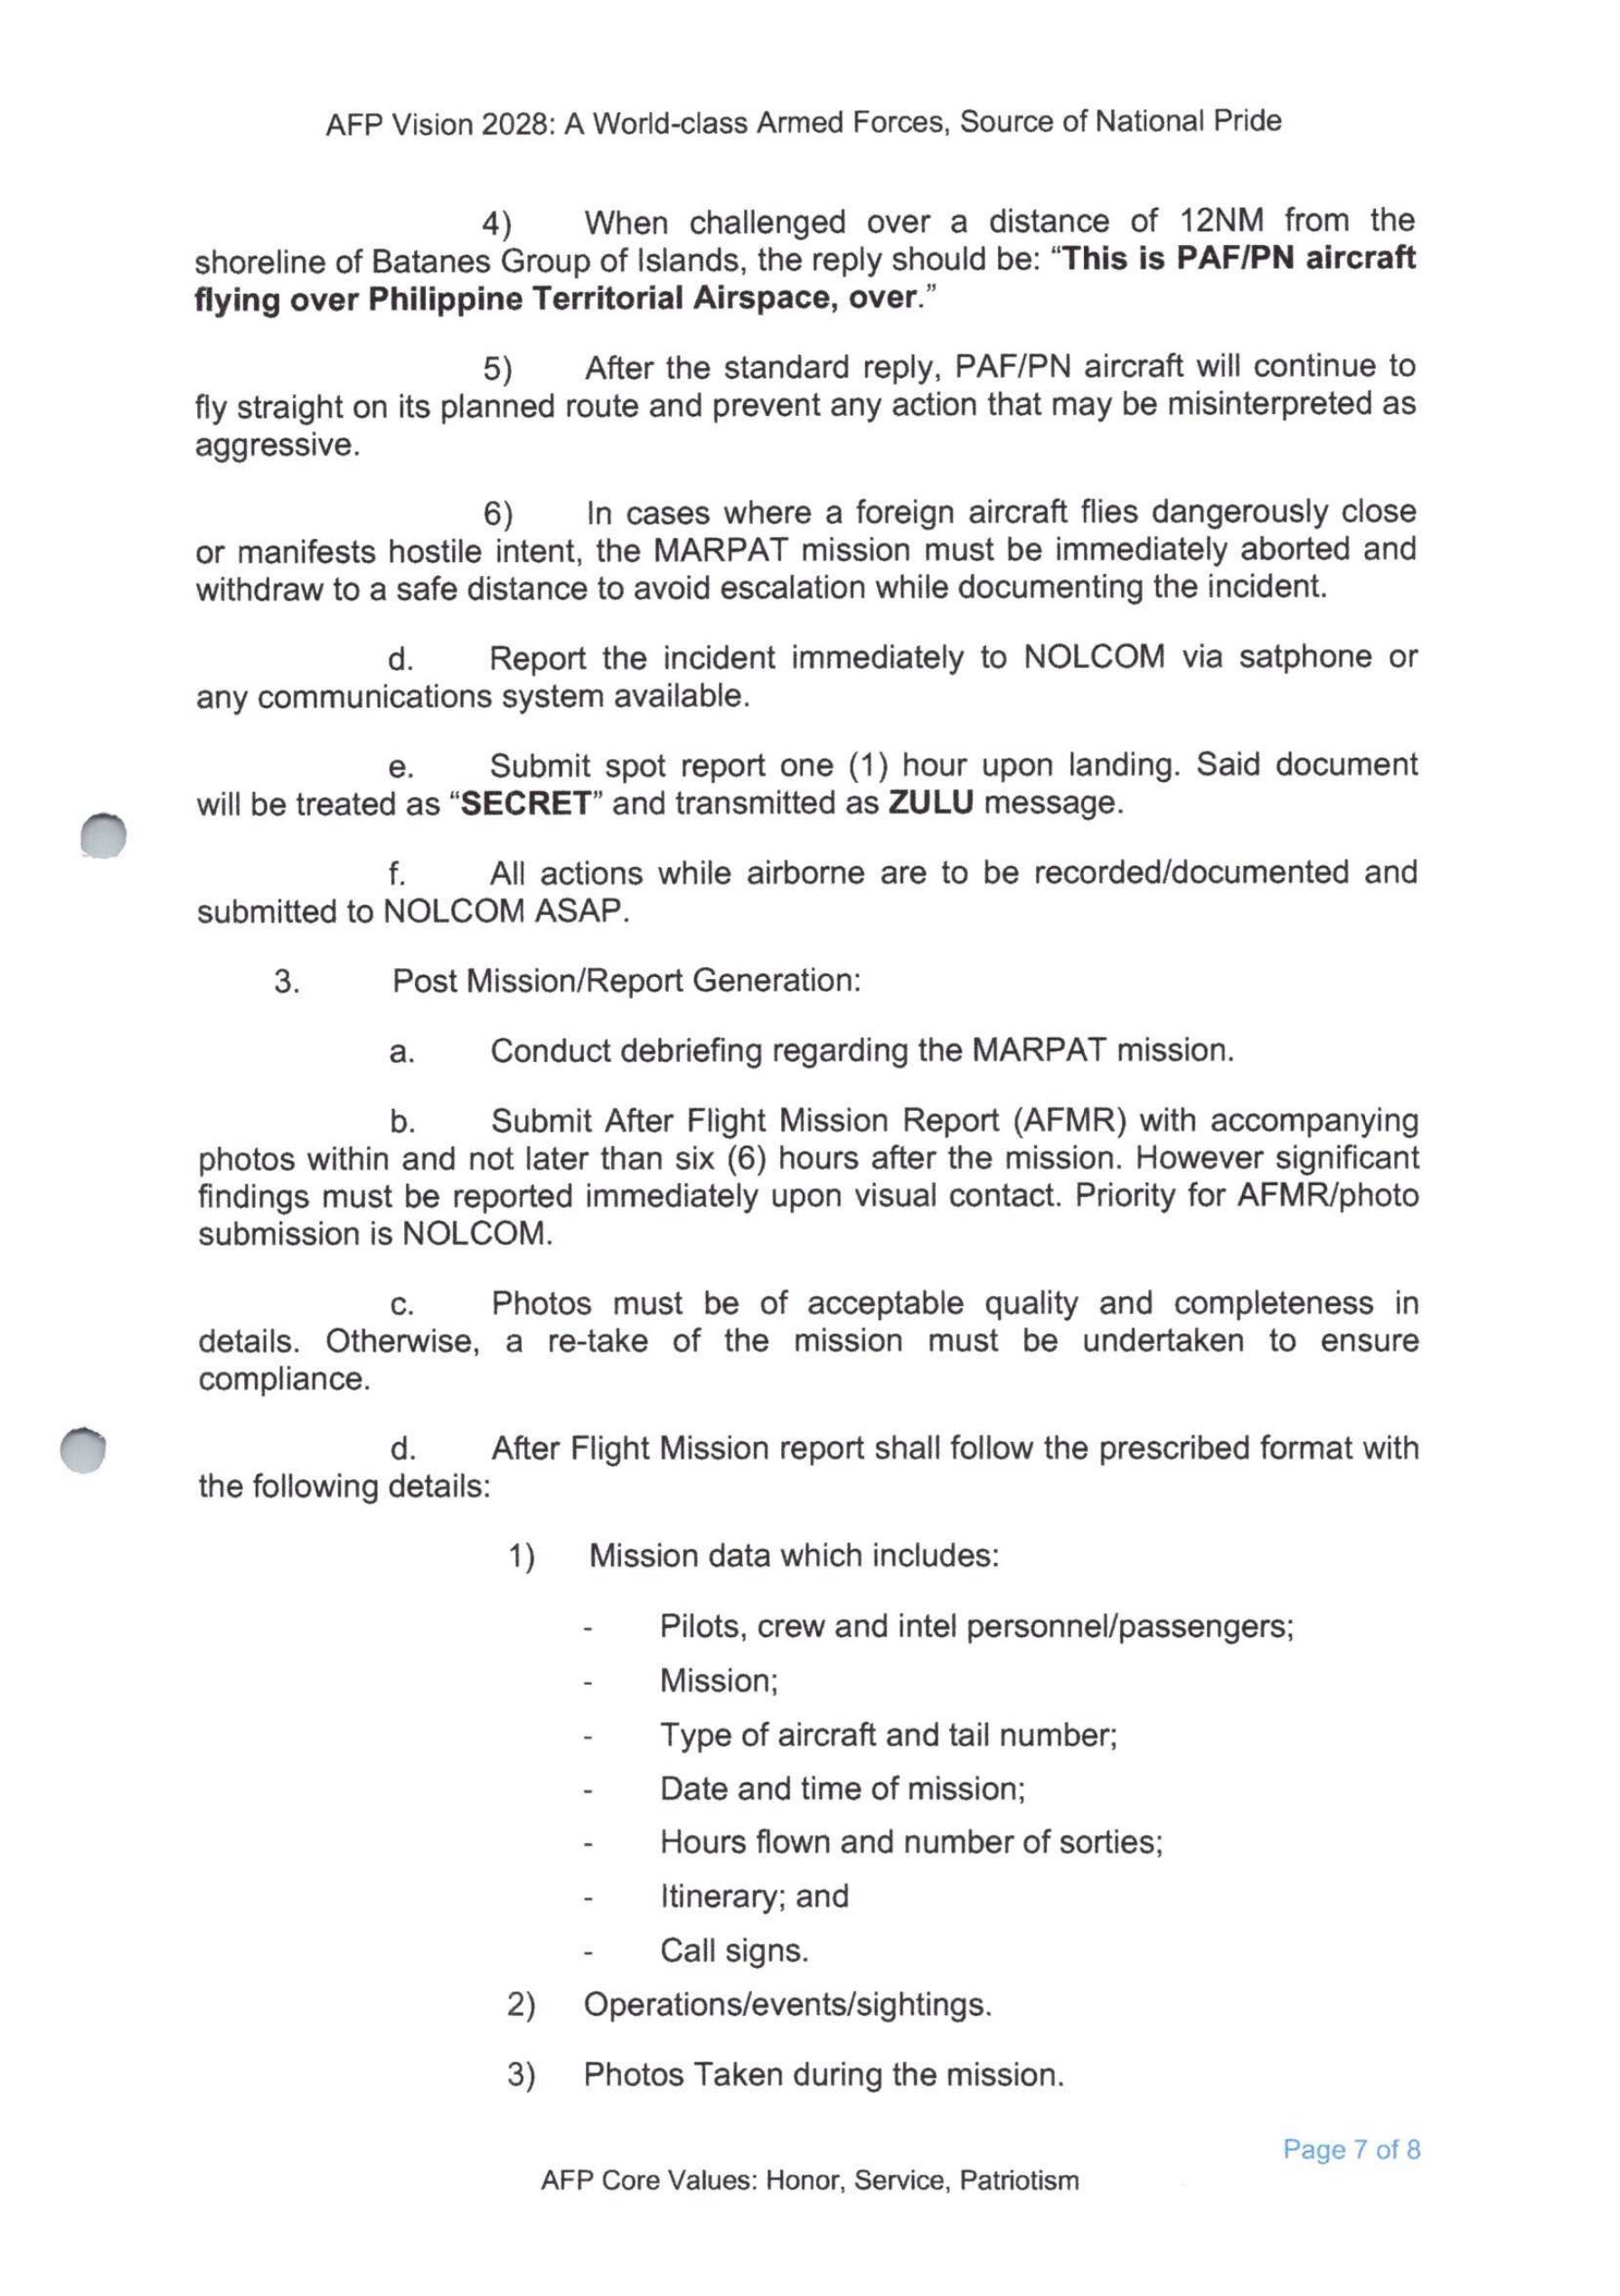 AFP Vision 2028: A World-class Armed Forces, Source of National Pride
4) When challenged over a distance of 12NM from the
shoreline of Batanes Group of Islands, the reply should be: “This is PAF/PN aircraft
flying over Philippine Territorial Airspace, over.”
5) After the standard reply, PAF/PN aircraft will continue to
fly straight on its planned route and prevent any action that may be misinterpreted as
aggressive.
6) In cases where a foreign aircraft flies dangerously close
or manifests hostile intent, the MARPAT mission must be immediately aborted and
withdraw to a safe distance to avoid escalation while documenting the incident.
d. Report the incident immediately to NOLCOM via satphone or
any communications system available.
e. Submit spot report one (1) hour upon landing. Said document
will be treated as “SECRET” and transmitted as ZULU message.
f. All actions while airborne are to be recorded/documented and
submitted to NOLCOM ASAP.
3. Post Mission/Report Generation:
a. Conduct debriefing regarding the MARPAT mission.
b. Submit After Flight Mission Report (AFMR) with accompanying
photos within and not later than six (6) hours after the mission. However significant
findings must be reported immediately upon visual contact. Priority for AFMR/photo
submission is NOLCOM.
c. Photos must be of acceptable quality and completeness in
details. Otherwise, a re-take of the mission must be undertaken to ensure
compliance.
d. After Flight Mission report shall follow the prescribed format with
the following details:
1) Mission data which includes:
- Pilots, crew and intel personnel/passengers;
- Mission;
- Type of aircraft and tail number;
- Date and time of mission;
- Hours flown and number of sorties;
- Itinerary; and
- Call signs.
2) Operations/events/sightings.
3) Photos Taken during the mission.
Page 7 of 8
AFP Core Values: Honor, Service, Patriotism